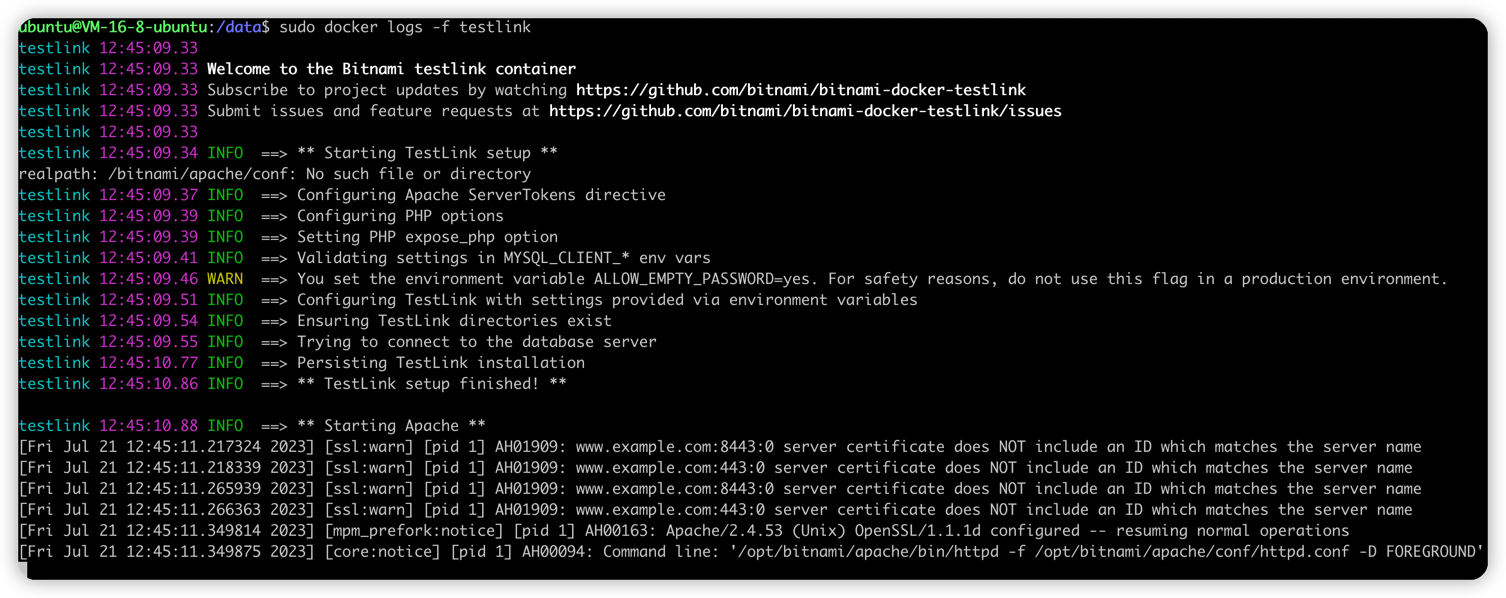 ubuntu@VM-16-8-ubuntu:/data$ sudo docker logs -f testlink
testlink 12:45:09.33
testlink 12:45:09.33 Welcome to the Bitnami testlink container
testlink 12:45:09.33 Subscribe to project updates by watching https://github.com/bitnami/bitnami-docker-testlink
testlink 12:45:09.33 Submit issues and feature requests at https://github.com/bitnami/bitnami-docker-testlink/issues
testlink 12:45:09.33
testlink 12:45:09.34 INFO  ==> ** Starting TestLink setup **
realpath: /bitnami/apache/conf: No such file or directory
testlink 12:45:09.37 INFO  ==> Configuring Apache ServerTokens directive
testlink 12:45:09.39 INFO  ==> Configuring PHP options
testlink 12:45:09.39 INFO  ==> Setting PHP expose_php option
testlink 12:45:09.41 INFO  ==> Validating settings in MYSQL_CLIENT_* env vars
testlink 12:45:09.46 WARN  ==> You set the environment variable ALLOW_EMPTY_PASSWORD=yes. For safety reasons, do not use this flag in a production environment.
testlink 12:45:09.51 INFO  ==> Configuring TestLink with settings provided via environment variables
testlink 12:45:09.54 INFO  ==> Ensuring TestLink directories exist
testlink 12:45:09.55 INFO  ==> Trying to connect to the database server
testlink 12:45:10.77 INFO  ==> Persisting TestLink installation
testlink 12:45:10.86 INFO  ==> ** TestLink setup finished! **
testlink 12:45:10.88 INFO  ==> ** Starting Apache **
[Fri Jul 21 12:45:11.217324 2023] [ssl:warn] [pid 1] AH01909: www.example.com:8443:0 server certificate does NOT include an ID which matches the server name
[Fri Jul 21 12:45:11.218339 2023] [ssl:warn] [pid 1] AH01909: www.example.com:443:0 server certificate does NOT include an ID which matches the server name
[Fri Jul 21 12:45:11.265939 2023] [ssl:warn] [pid 1] AH01909: www.example.com:8443:0 server certificate does NOT include an ID which matches the server name
[Fri Jul 21 12:45:11.266363 2023] [ssl:warn] [pid 1] AH01909: www.example.com:443:0 server certificate does NOT include an ID which matches the server name
[Fri Jul 21 12:45:11.349814 2023] [mpm_prefork:notice] [pid 1] AH00163: Apache/2.4.53 (Unix) OpenSSL/1.1.1d configured -- resuming normal operations
[Fri Jul 21 12:45:11.349875 2023] [core:notice] [pid 1] AH00094: Command line: '/opt/bitnami/apache/bin/httpd -f /opt/bitnami/apache/conf/httpd.conf -D FOREGROUND'